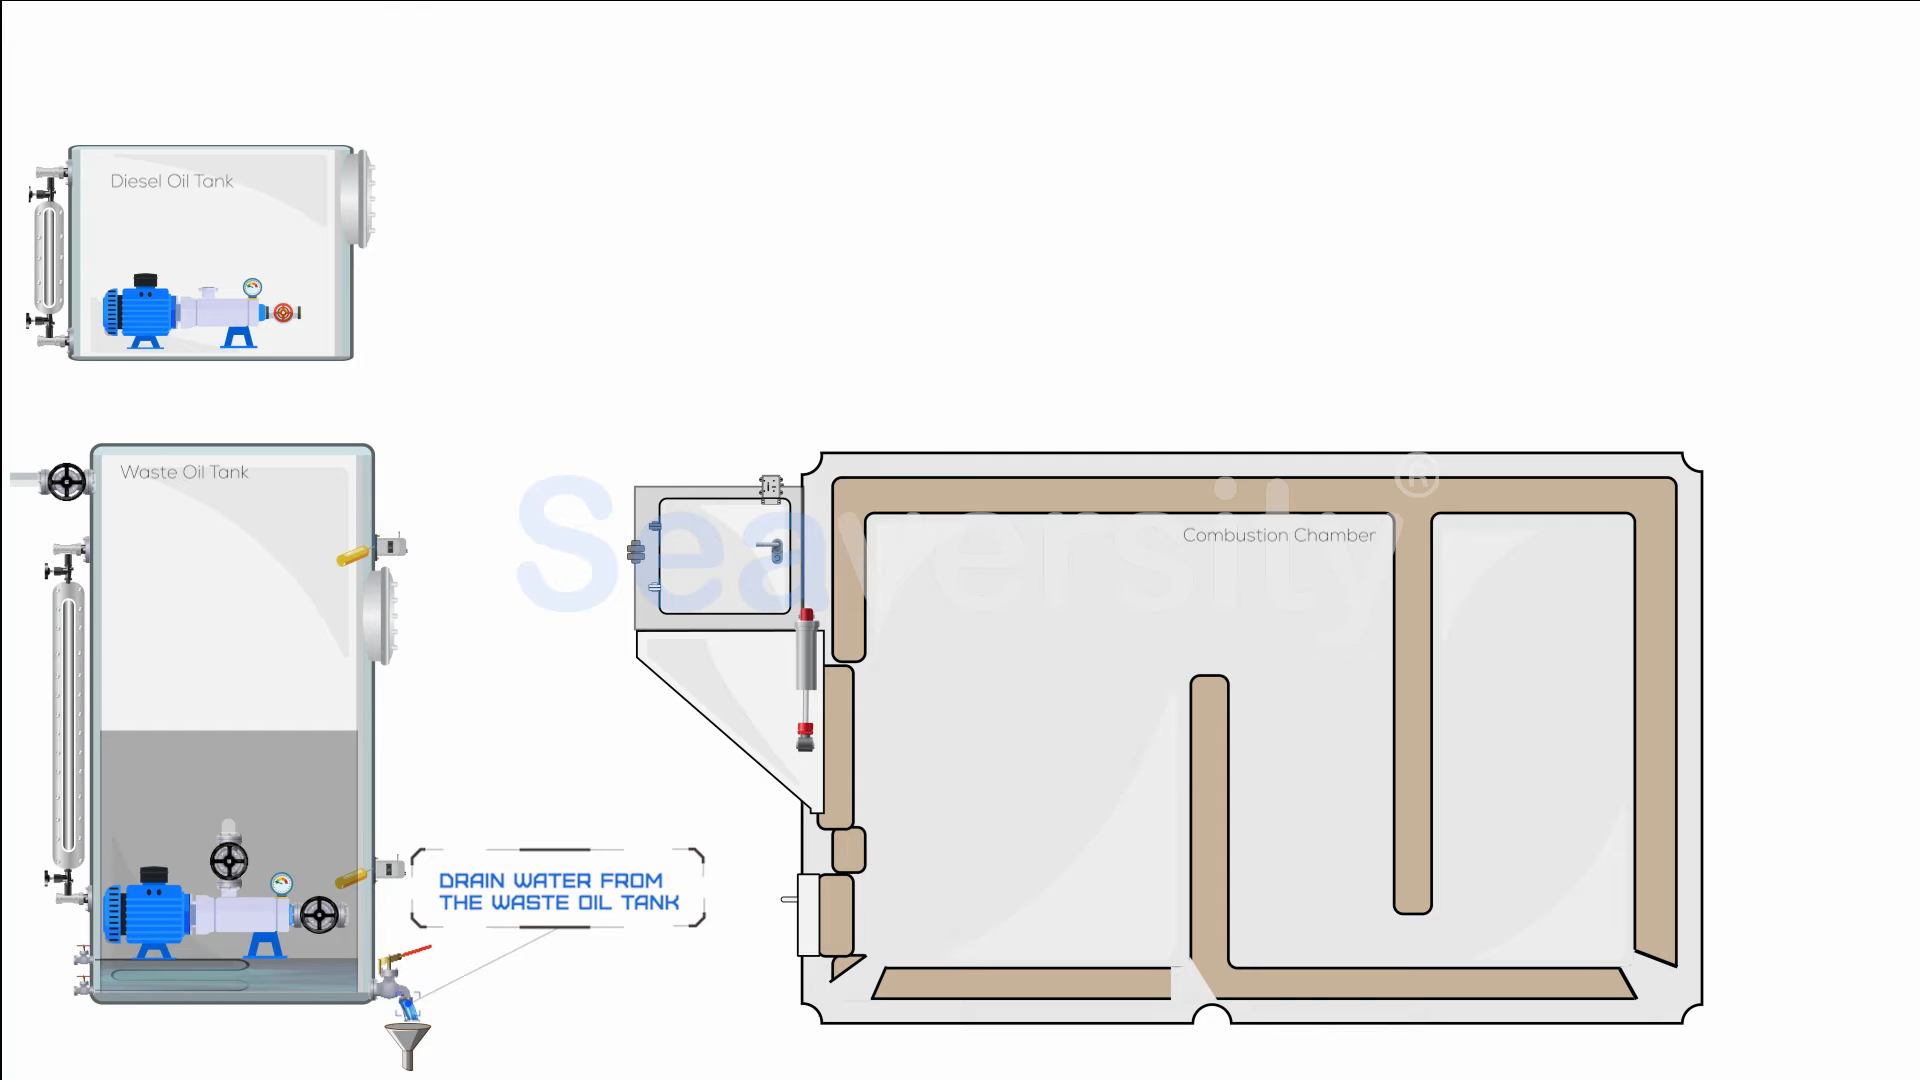 Diesel Oil Tank
Waste Oil Tank
Seaversity®
Combustion Chamber
DRAIN WATER FROM
THE WASTE OIL TANK